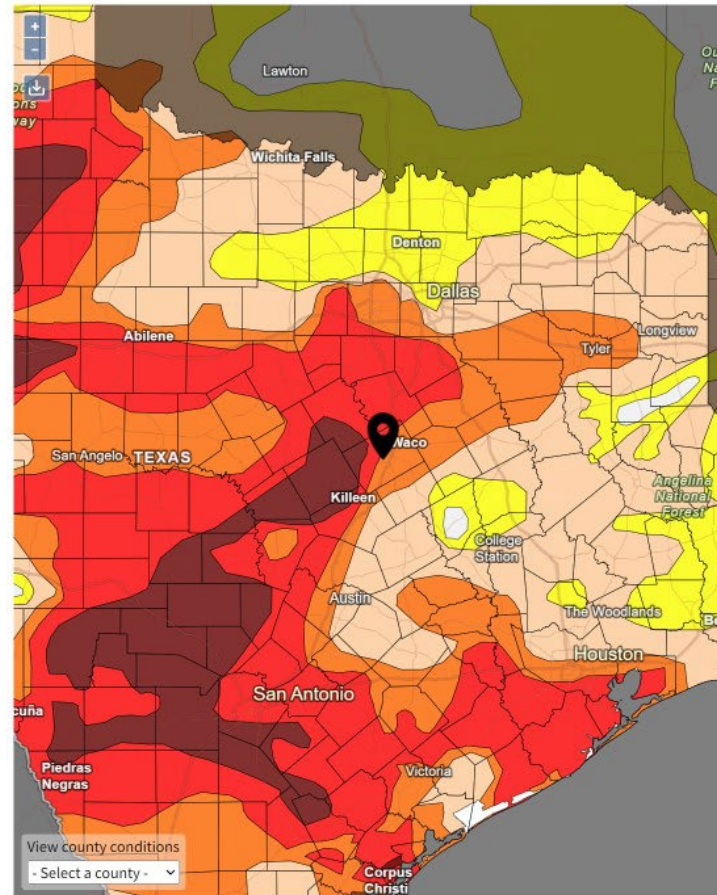 +
−
Lawton
Wichita Falls
Denton
Dallas
Abilene
Tyler
Longview
Waco
San Angelo
TEXAS
Killeen
Angelina
National
Forest
College
Station
Austin
The Woodlands
Houston
San Antonio
Piedras
Negras
Victoria
View county conditions
- Select a county -
Corpus
Christi